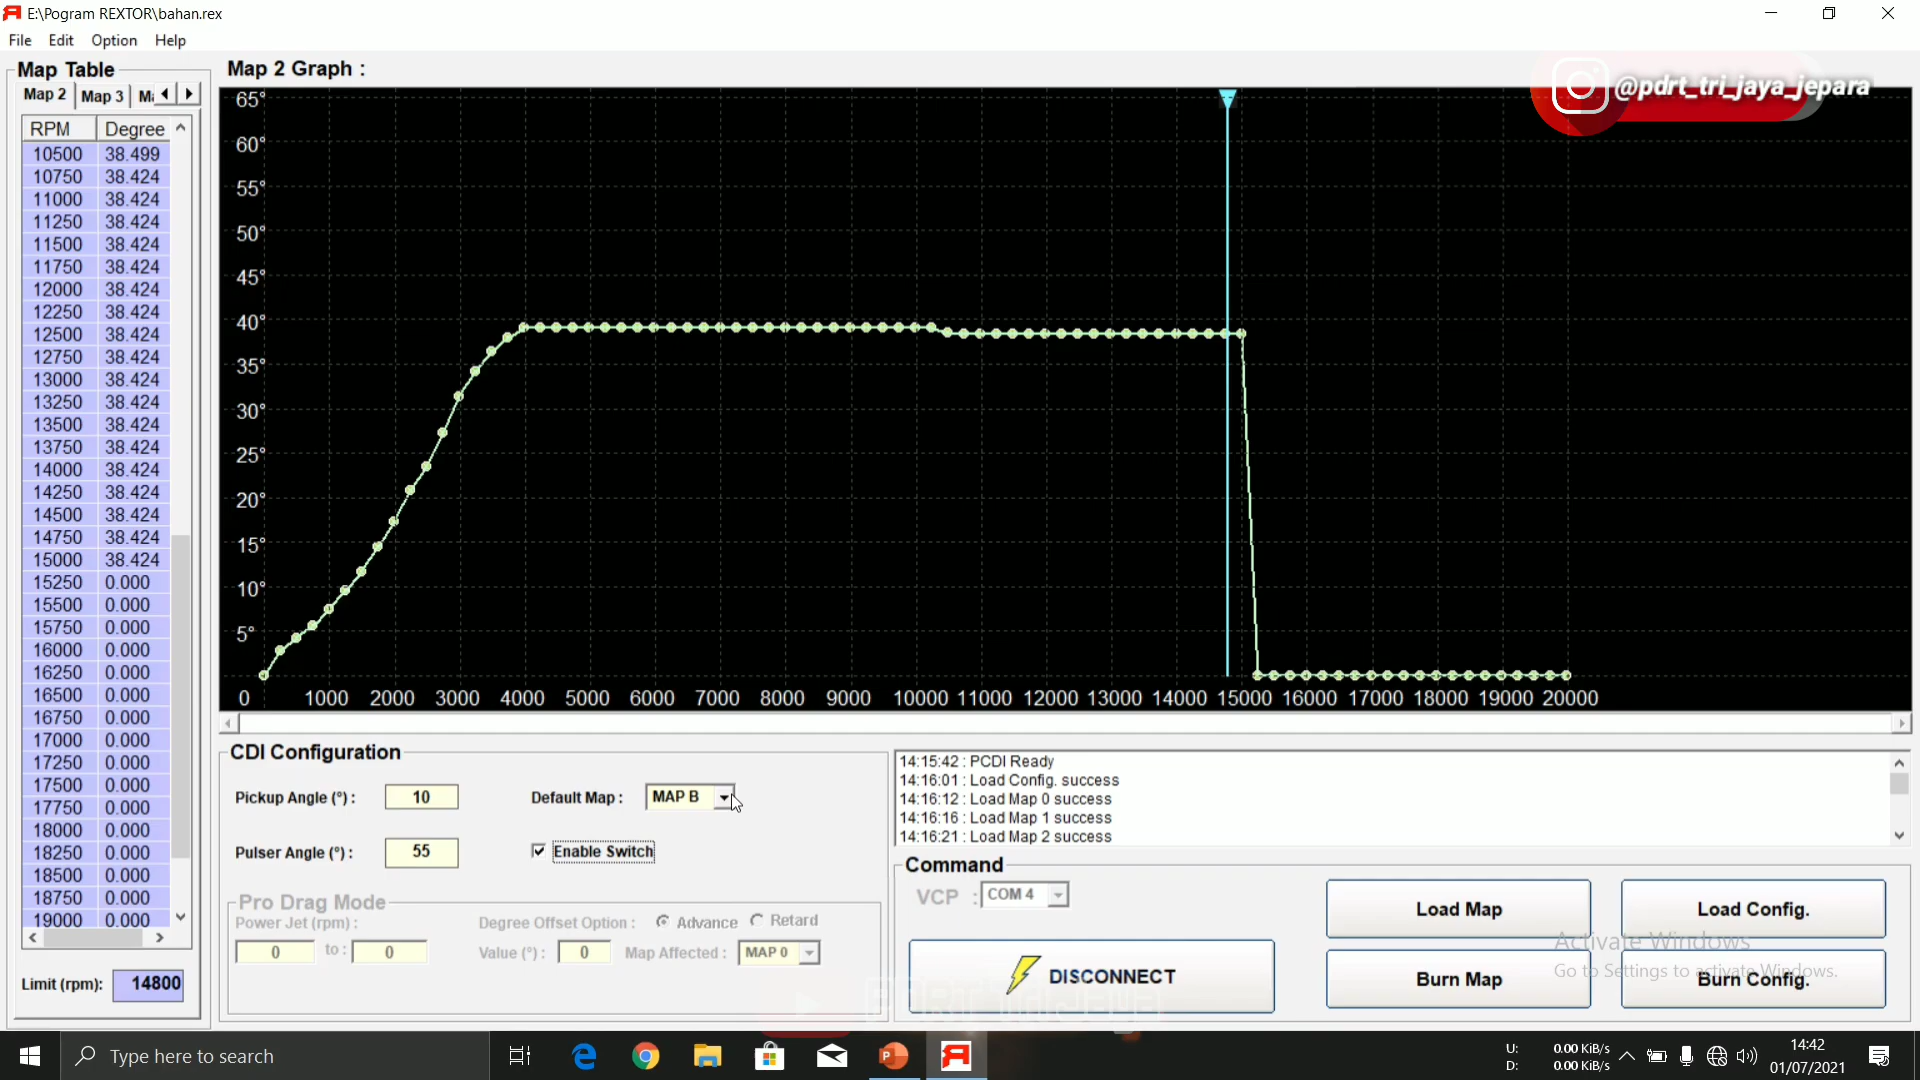 E:\Pogram REXTOR\bahan.rex
File Edit Option Help
Map Table
Map 2 Map 3
RPM Degree
10500 38.499
10750 38.424
11000 38.424
11250 38.424
11500 38.424
11750 38.424
12000 38.424
12250 38.424
12500 38.424
12750 38.424
13000 38.424
13250 38.424
13500 38.424
13750 38.424
14000 38.424
14250 38.424
14500 38.424
14750 38.424
15000 38.424
15250 0.000
15500 0.000
15750 0.000
16000 0.000
16250 0.000
16500 0.000
16750 0.000
17000 0.000
17250 0.000
17500 0.000
17750 0.000
18000 0.000
18250 0.000
18500 0.000
18750 0.000
19000 0.000
Limit (rpm): 14800
Map 2 Graph :
@pdrt_tri_jaya_jepara
65°
60°
55°
50°
45°
40°
35°
30°
25°
20°
15°
10°
5°
0 1000 2000 3000 4000 5000 6000 7000 8000 9000 10000 11000 12000 13000 14000 15000 16000 17000 18000 19000 20000
CDI Configuration
Pickup Angle (°) : 10 Default Map : MAP B
Pulser Angle (°) : 55 Enable Switch
Pro Drag Mode
Power Jet (rpm) : Degree Offset Option : Advance Retard
0 to : 0 Value (°) : 0 Map Affected : MAP 0
14:15:42 : PCDI Ready
14:16:01 : Load Config. success
14:16:12 : Load Map 0 success
14:16:16 : Load Map 1 success
14:16:21 : Load Map 2 success
Command
VCP : COM 4
DISCONNECT
Load Map Load Config.
Burn Map Burn Config.
Activate Windows
Go to Settings to activate Windows.
Type here to search
U: 0.00 KiB/s
D: 0.00 KiB/s
14:42
01/07/2021